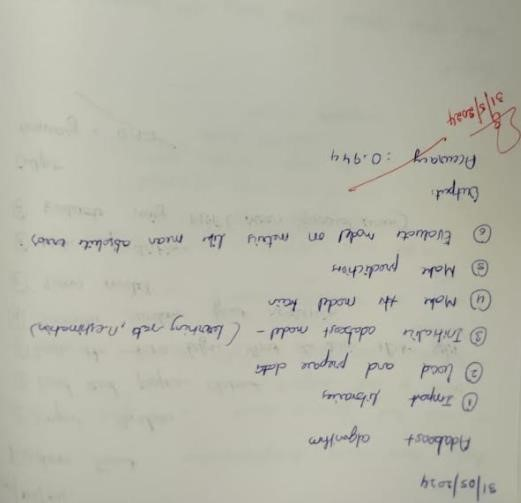 31/05/2024
Adaboost algorithm
① Import libraries
② Load and prepare data
③ Initialize adaboost model - (learning rate, n-estimation)
④ Make the model train
⑤ Make prediction
⑥ Evaluate model on metrics like mean absolute error
Output:
Accuracy : 0.944
31/5/2024